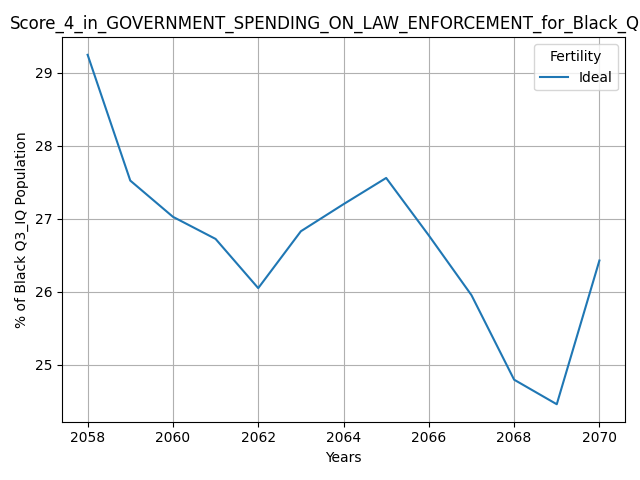 Score_4_in_GOVERNMENT_SPENDING_ON_LAW_ENFORCEMENT_for_Black_Q
Fertility
Ideal
% of Black Q3_IQ Population
29
28
27
26
25
2058 2060 2062 2064 2066 2068 2070
Years